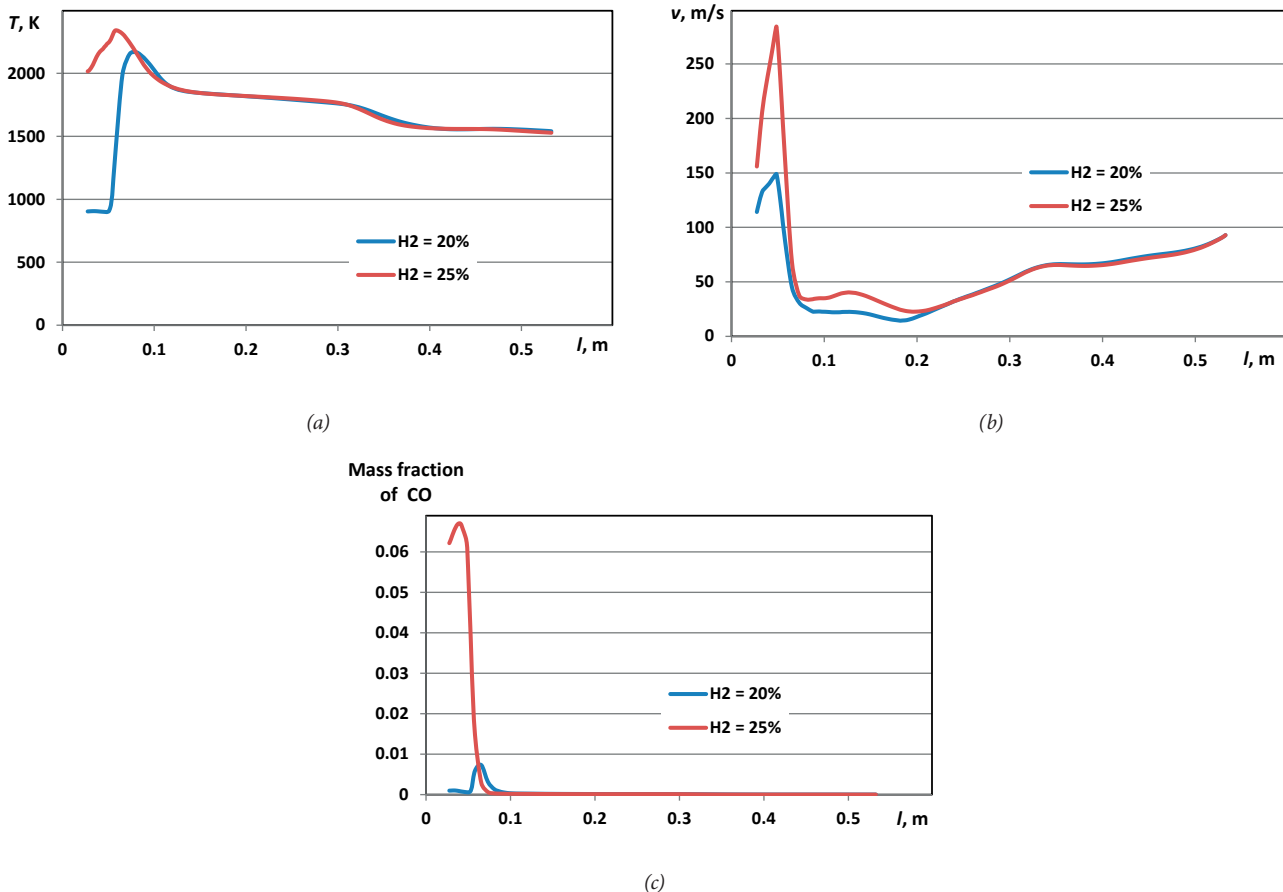 T, K
2000
1500
1000
500
0
0
0.1
0.2
0.3
0.4
0.5
l, m
H2 = 20%
H2 = 25%
(a)
v, m/s
250
200
150
100
50
0
0
0.1
0.2
0.3
0.4
0.5
l, m
H2 = 20%
H2 = 25%
(b)
Mass fraction
of CO
0.06
0.05
0.04
0.03
0.02
0.01
0
0
0.1
0.2
0.3
0.4
0.5
l, m
H2 = 20%
H2 = 25%
(c)